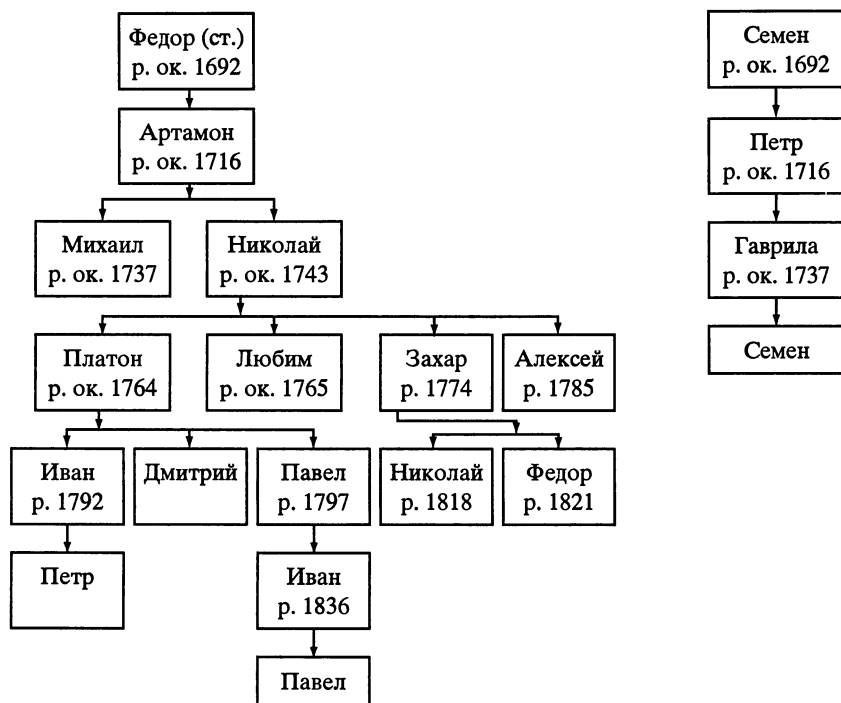 Федор (ст.)
р. ок. 1692
Семен
р. ок. 1692
Артамон
р. ок. 1716
Петр
р. ок. 1716
Михаил
р. ок. 1737
Николай
р. ок. 1743
Гаврила
р. ок. 1737
Платон
р. ок. 1764
Любим
р. ок. 1765
Захар
р. 1774
Алексей
р. 1785
Семен
Иван
р. 1792
Дмитрий
Павел
р. 1797
Николай
р. 1818
Федор
р. 1821
Петр
Иван
р. 1836
Павел